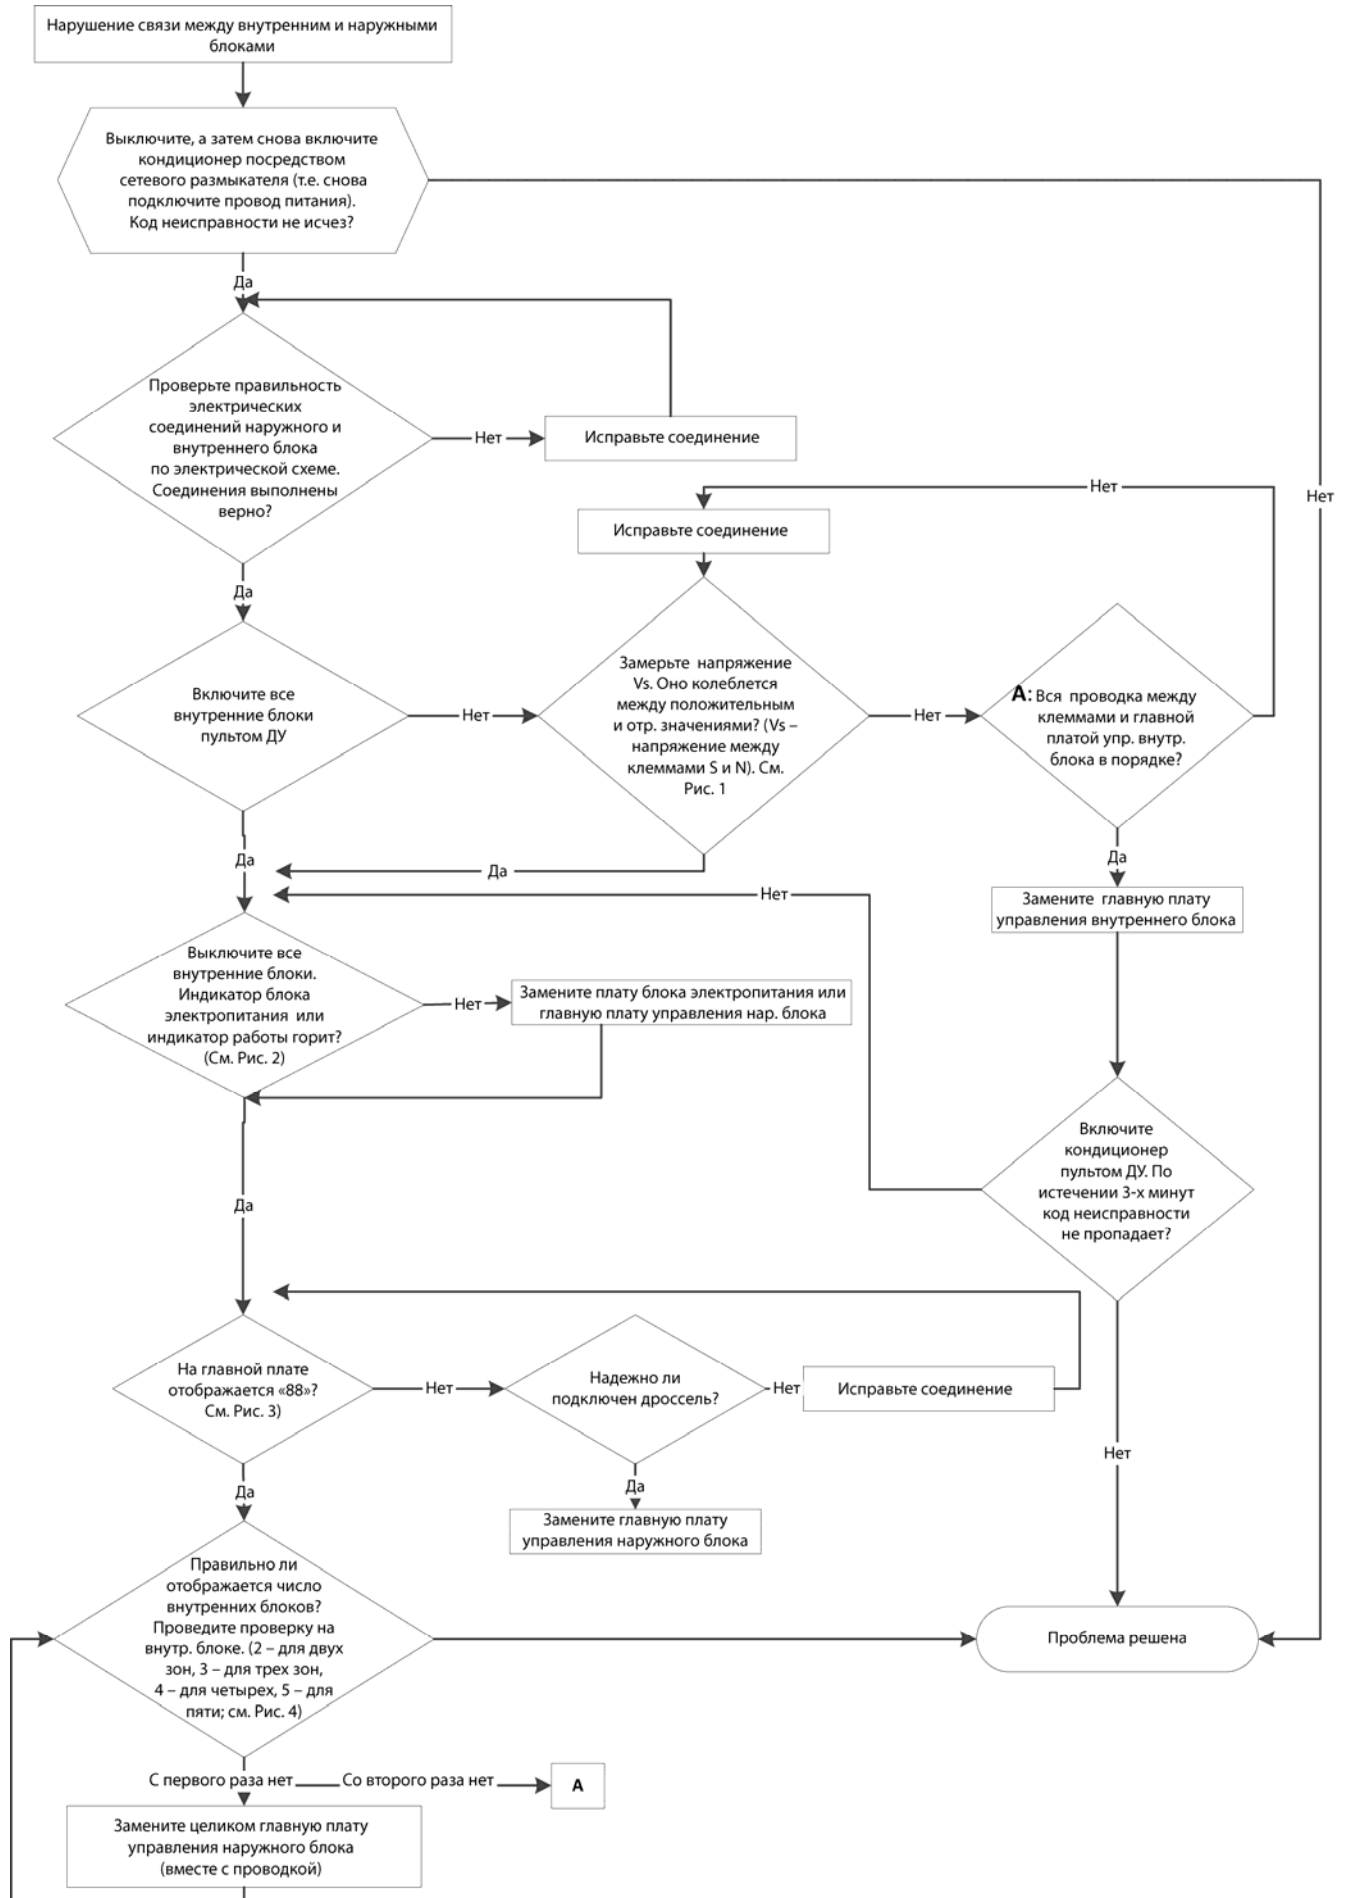 Нарушение связи между внутренним и наружными
блоками
Выключите, а затем снова включите
кондиционер посредством
сетевого размыкателя (т.е. снова
подключите провод питания).
Код неисправности не исчез?
Да
Проверьте правильность
электрических
соединений наружного и
внутреннего блока
по электрической схеме.
Соединения выполнены
верно?
Нет
Исправьте соединение
Нет
Нет
Исправьте соединение
Да
Включите все
внутренние блоки
пультом ДУ
Нет
Замерьте напряжение
Vs. Оно колеблется
между положительным
и отр. значениями? (Vs –
напряжение между
клеммами S и N). См.
Рис. 1
Нет
А: Вся проводка между
клеммами и главной
платой упр. внутр.
блока в порядке?
Да
Да
Да
Нет
Замените главную плату
управления внутреннего блока
Выключите все
внутренние блоки.
Индикатор блока
электропитания или
индикатор работы горит?
(См. Рис. 2)
Нет
Замените плату блока электропитания или
главную плату управления нар. блока
Включите
кондиционер
пультом ДУ. По
истечении 3-х минут
код неисправности
не пропадает?
Да
На главной плате
отображается «88»?
См. Рис. 3)
Нет
Надежно ли
подключен дроссель?
Нет
Исправьте соединение
Нет
Да
Да
Замените главную плату
управления наружного блока
Правильно ли
отображается число
внутренних блоков?
Проведите проверку на
внутр. блоке. (2 – для двух
зон, 3 – для трех зон,
4 – для четырех, 5 – для
пяти; см. Рис. 4)
Проблема решена
С первого раза нет
Со второго раза нет
А
Замените целиком главную плату
управления наружного блока
(вместе с проводкой)